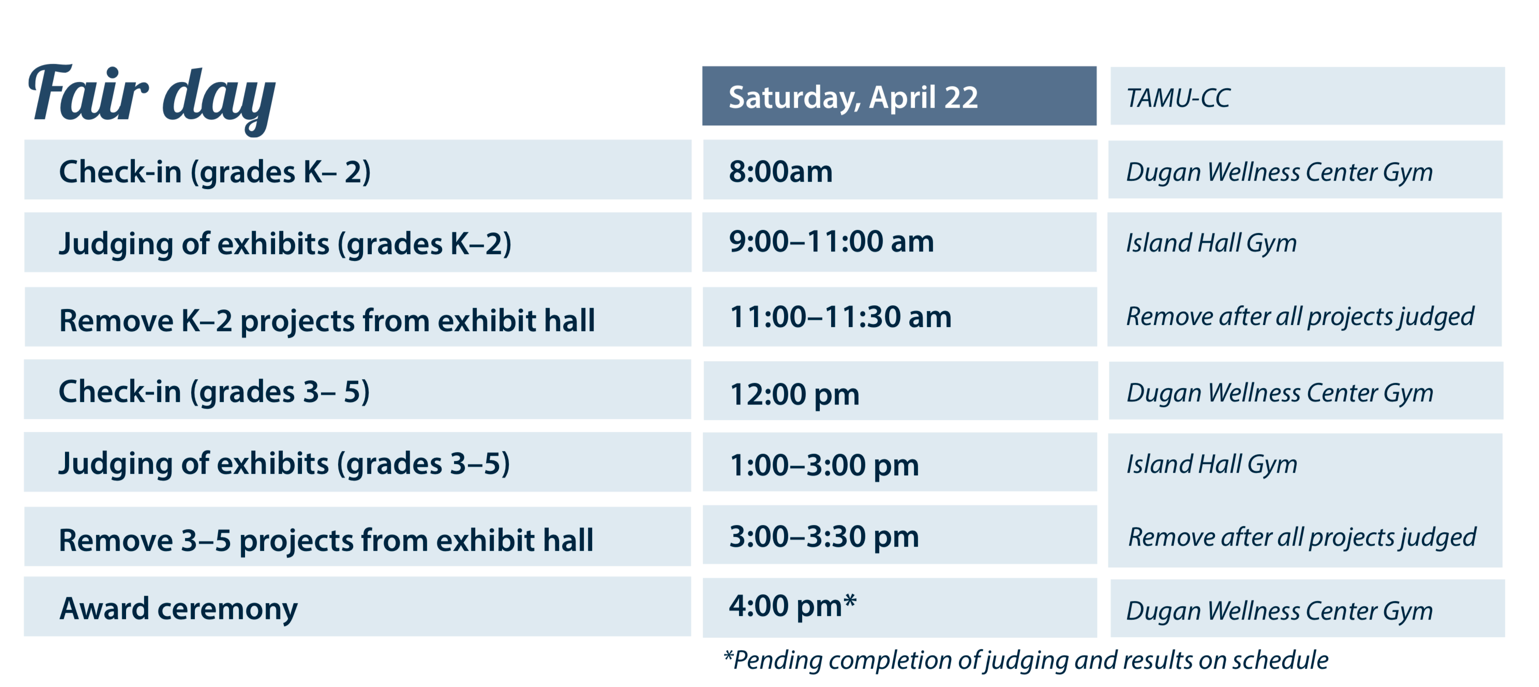 Fair day Saturday, April 22 TAMU-CC
Check-in (grades K– 2) 8:00am Dugan Wellness Center Gym
Judging of exhibits (grades K–2) 9:00–11:00 am Island Hall Gym
Remove K–2 projects from exhibit hall 11:00–11:30 am Remove after all projects judged
Check-in (grades 3– 5) 12:00 pm Dugan Wellness Center Gym
Judging of exhibits (grades 3–5) 1:00–3:00 pm Island Hall Gym
Remove 3–5 projects from exhibit hall 3:00–3:30 pm Remove after all projects judged
Award ceremony 4:00 pm* Dugan Wellness Center Gym
*Pending completion of judging and results on schedule